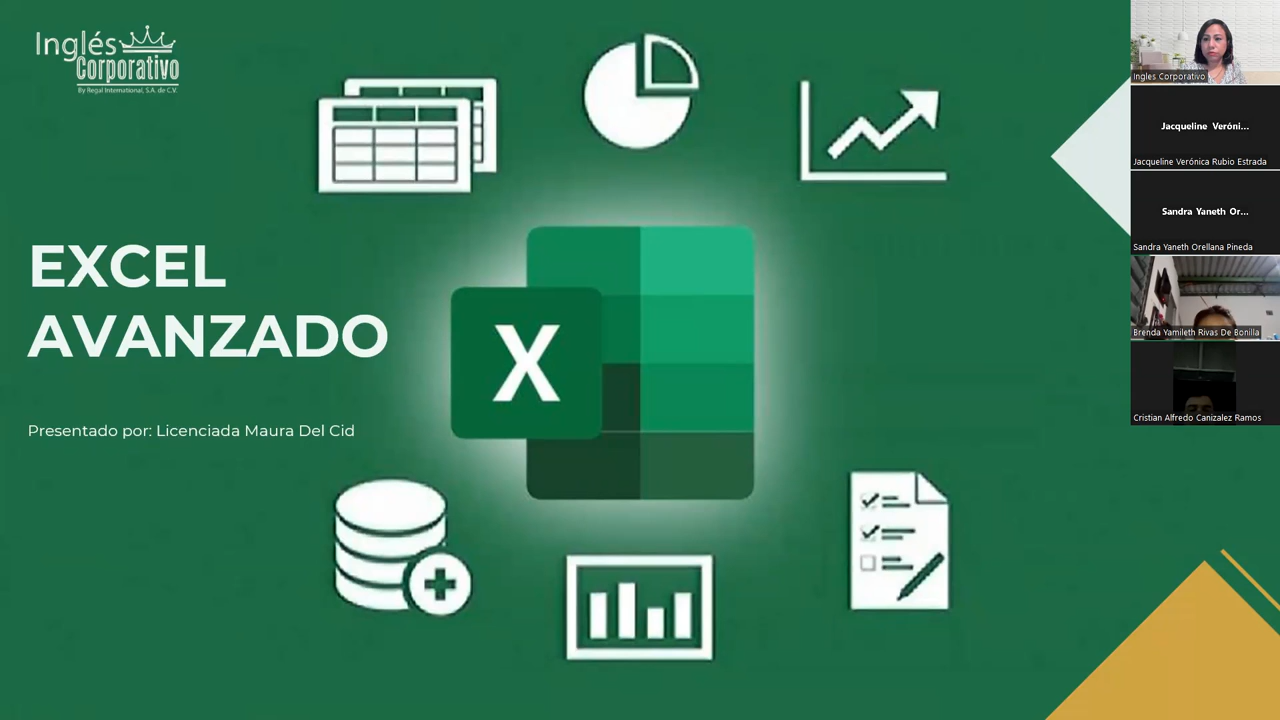 Inglés
Corporativo
By Regal International, S.A. de C.V.
EXCEL
AVANZADO
Presentado por: Licenciada Maura Del Cid
X
Ingles Corporativo
Jacqueline Veróni...
Jacqueline Verónica Rubio Estrada
Sandra Yaneth Or...
Sandra Yaneth Orellana Pineda
Brenda Yamileth Rivas De Bonilla
Cristian Alfredo Canizalez Ramos